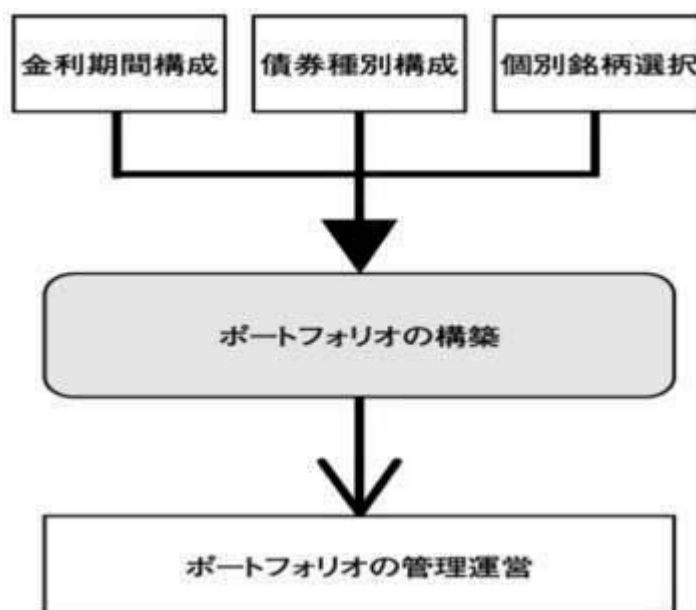 金利期間構成
債券種別構成
個別銘柄選択
ポートフォリオの構築
ポートフォリオの管理運営